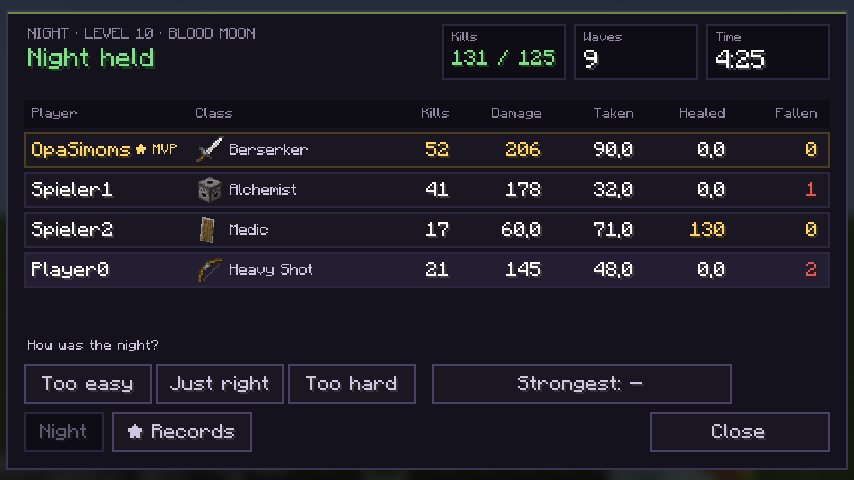 NIGHT · LEVEL 10 · BLOOD MOON
Night held
Kills
131 / 125
Waves
9
Time
4:25
Player Class Kills Damage Taken Healed Fallen
OpaSimoms ★ MVP Berserker 52 206 90,0 0,0 0
Spieler1 Alchemist 41 178 32,0 0,0 1
Spieler2 Medic 17 60,0 71,0 130 0
Player0 Heavy Shot 21 145 48,0 0,0 2
How was the night?
Too easy Just right Too hard Strongest: —
Night ★ Records Close